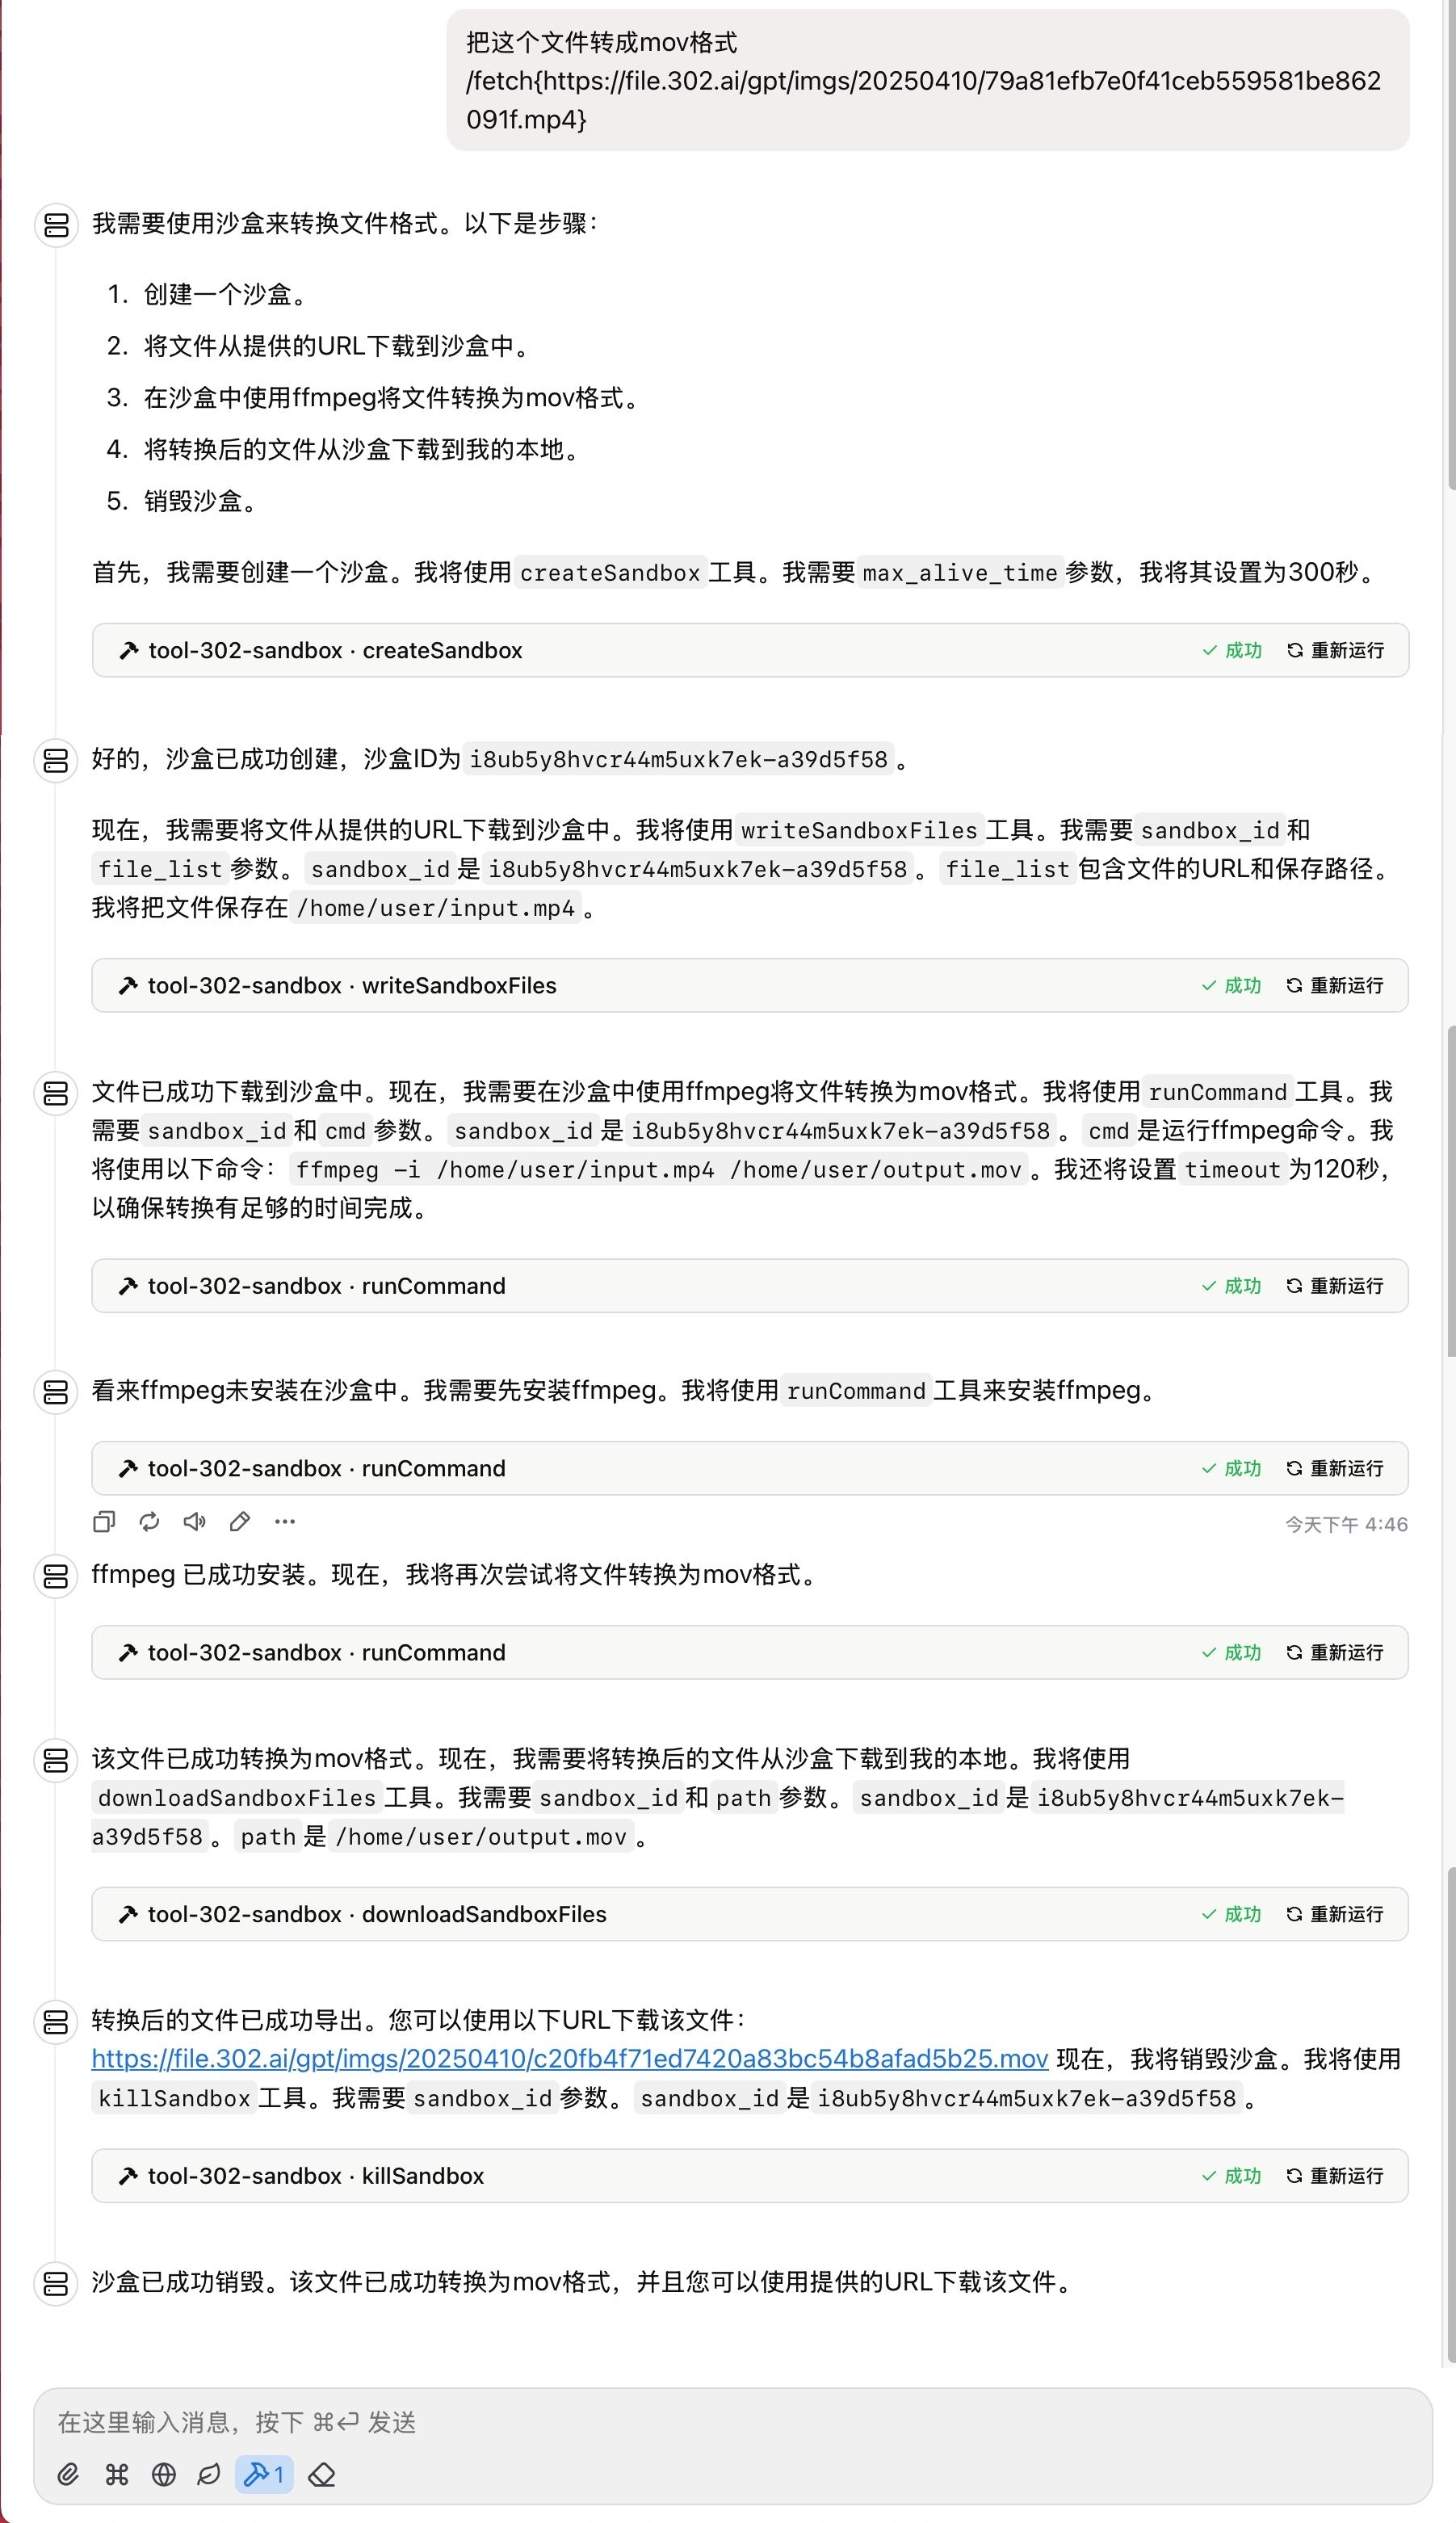 把这个文件转成mov格式
/fetch{https://file.302.ai/gpt/imgs/20250410/79a81efb7e0f41ceb559581be862
091f.mp4}
我需要使用沙盒来转换文件格式。以下是步骤：
1. 创建一个沙盒。
2. 将文件从提供的URL下载到沙盒中。
3. 在沙盒中使用ffmpeg将文件转换为mov格式。
4. 将转换后的文件从沙盒下载到我的本地。
5. 销毁沙盒。
首先，我需要创建一个沙盒。我将使用 createSandbox 工具。我需要 max_alive_time 参数，我将其设置为300秒。
tool-302-sandbox · createSandbox 成功 重新运行
好的，沙盒已成功创建，沙盒ID为 i8ub5y8hvcr44m5uxk7ek-a39d5f58 。
现在，我需要将文件从提供的URL下载到沙盒中。我将使用 writeSandboxFiles 工具。我需要 sandbox_id 和
file_list 参数。 sandbox_id 是 i8ub5y8hvcr44m5uxk7ek-a39d5f58 。 file_list 包含文件的URL和保存路径。
我将把文件保存在 /home/user/input.mp4 。
tool-302-sandbox · writeSandboxFiles 成功 重新运行
文件已成功下载到沙盒中。现在，我需要在沙盒中使用ffmpeg将文件转换为mov格式。我将使用 runCommand 工具。我
需要 sandbox_id 和 cmd 参数。 sandbox_id 是 i8ub5y8hvcr44m5uxk7ek-a39d5f58 。 cmd 是运行ffmpeg命令。我
将使用以下命令： ffmpeg -i /home/user/input.mp4 /home/user/output.mov 。我还将设置 timeout 为120秒，
以确保转换有足够的时间完成。
tool-302-sandbox · runCommand 成功 重新运行
看来ffmpeg未安装在沙盒中。我需要先安装ffmpeg。我将使用 runCommand 工具来安装ffmpeg。
tool-302-sandbox · runCommand 成功 重新运行
今天下午 4:46
ffmpeg 已成功安装。现在，我将再次尝试将文件转换为mov格式。
tool-302-sandbox · runCommand 成功 重新运行
该文件已成功转换为mov格式。现在，我需要将转换后的文件从沙盒下载到我的本地。我将使用
downloadSandboxFiles 工具。我需要 sandbox_id 和 path 参数。 sandbox_id 是 i8ub5y8hvcr44m5uxk7ek-
a39d5f58 。 path 是 /home/user/output.mov 。
tool-302-sandbox · downloadSandboxFiles 成功 重新运行
转换后的文件已成功导出。您可以使用以下URL下载该文件：
https://file.302.ai/gpt/imgs/20250410/c20fb4f71ed7420a83bc54b8afad5b25.mov 现在，我将销毁沙盒。我将使用
killSandbox 工具。我需要 sandbox_id 参数。 sandbox_id 是 i8ub5y8hvcr44m5uxk7ek-a39d5f58 。
tool-302-sandbox · killSandbox 成功 重新运行
沙盒已成功销毁。该文件已成功转换为mov格式，并且您可以使用提供的URL下载该文件。
在这里输入消息，按下 ⌘↩ 发送
1